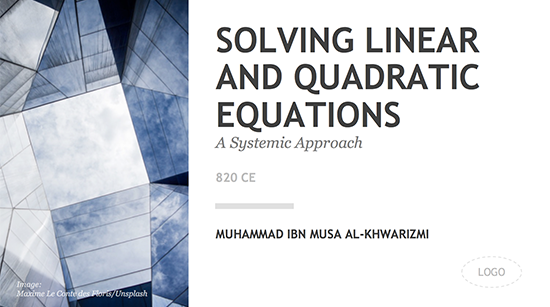 SOLVING LINEAR
AND QUADRATIC
EQUATIONS
A Systemic Approach
820 CE
MUHAMMAD IBN MUSA AL-KHWARIZMI
LOGO
Image:
Maxime Le Conte des Floris/Unsplash